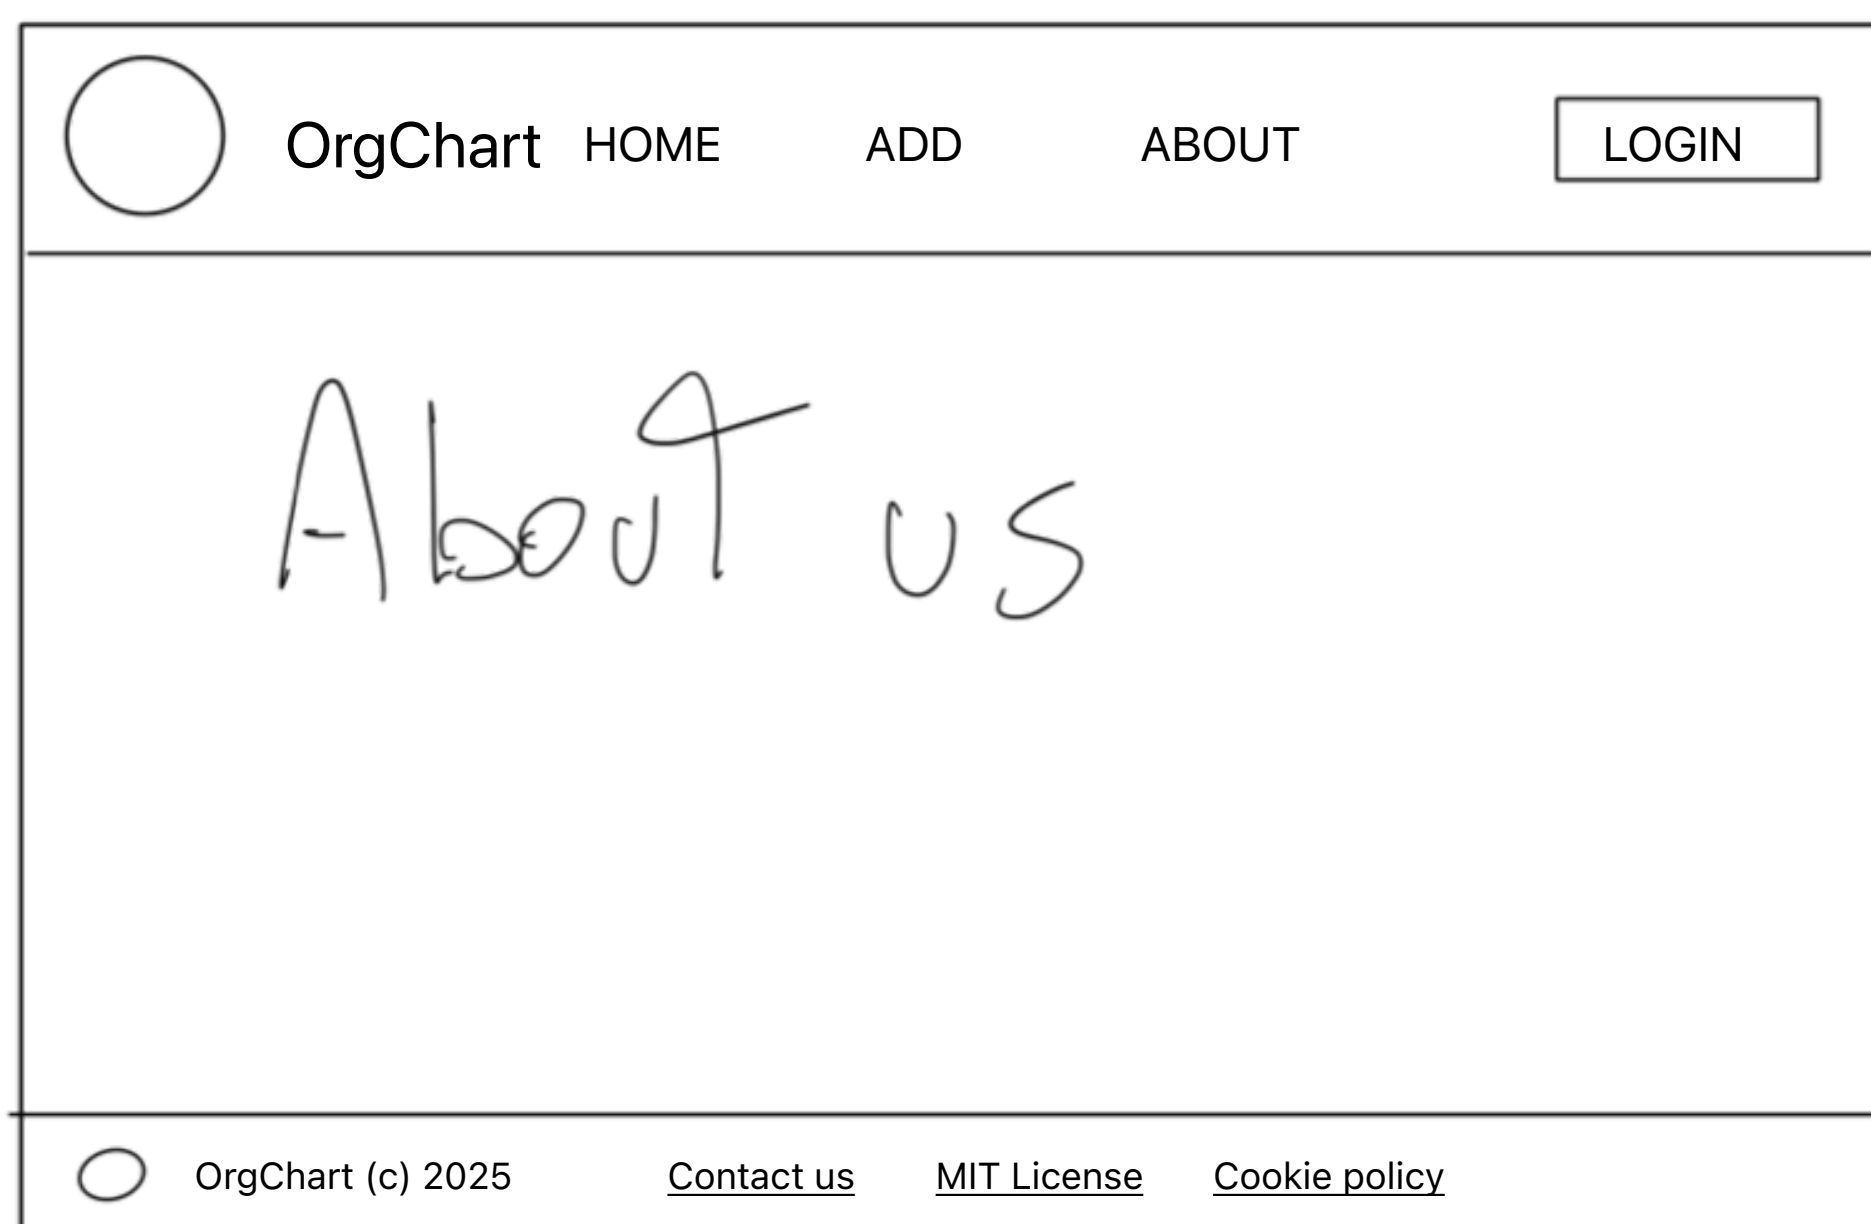 OrgChart HOME ADD ABOUT LOGIN
About us
OrgChart (c) 2025 Contact us MIT License Cookie policy